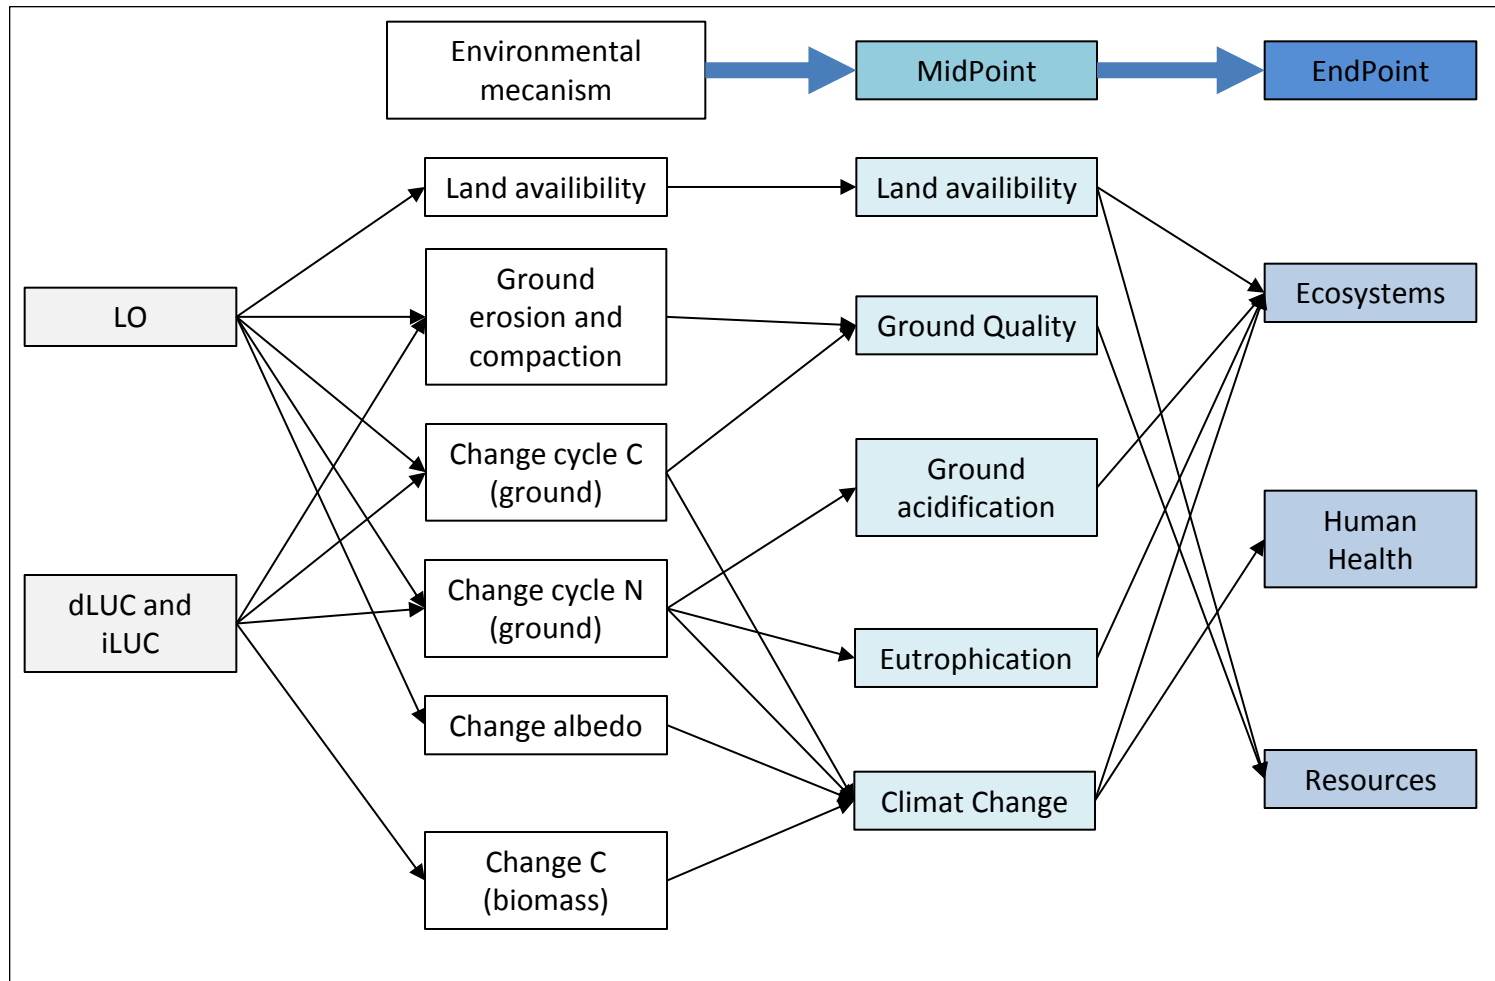 Environmental
mecanism
MidPoint
EndPoint
Land availibility
Land availibility
Ecosystems
LO
Ground
erosion and
compaction
Ground Quality
Change cycle C
(ground)
Ground
acidification
Human
Health
dLUC and
iLUC
Change cycle N
(ground)
Eutrophication
Change albedo
Climat Change
Resources
Change C
(biomass)